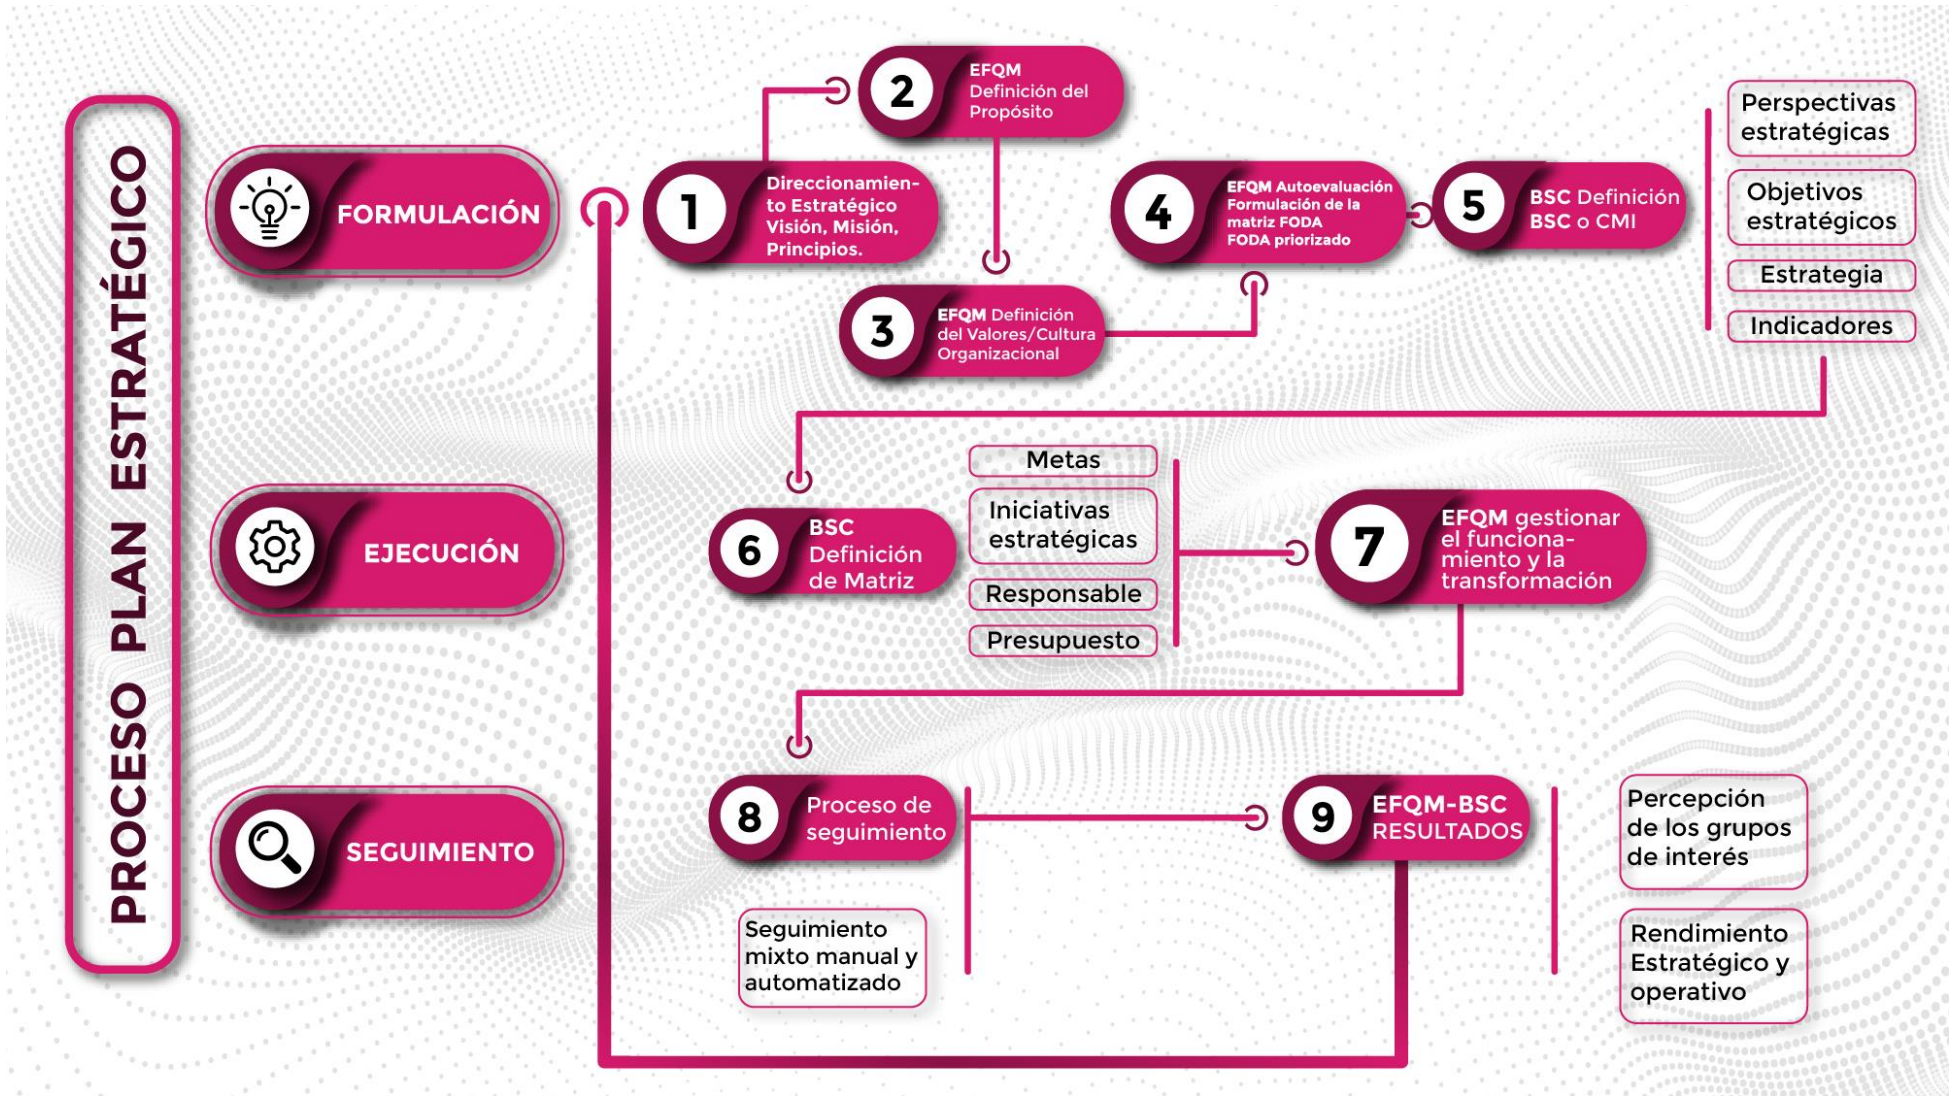 PROCESO PLAN ESTRATÉGICO
FORMULACIÓN
1
Direccionamien-
to Estratégico
Visión, Misión,
Principios.
2
EFQM
Definición del
Propósito
3
EFQM Definición
del Valores/Cultura
Organizacional
4
EFQM Autoevaluación
Formulación de la
matriz FODA
FODA priorizado
5
BSC Definición
BSC o CMI
Perspectivas
estratégicas
Objetivos
estratégicos
Estrategia
Indicadores
EJECUCIÓN
6
BSC
Definición
de Matriz
Metas
Iniciativas
estratégicas
Responsable
Presupuesto
7
EFQM gestionar
el funciona-
miento y la
transformación
SEGUIMIENTO
8
Proceso de
seguimiento
Seguimiento
mixto manual y
automatizado
9
EFQM-BSC
RESULTADOS
Percepción
de los grupos
de interés
Rendimiento
Estratégico y
operativo